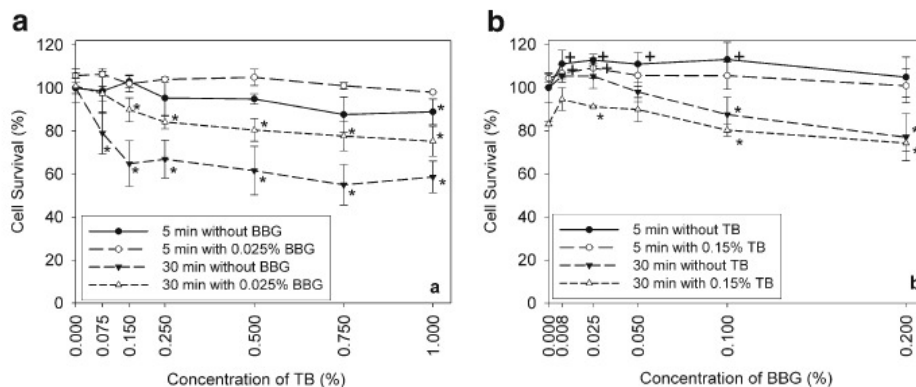 a
120
100
80
60
40
20
0
Cell Survival (%)
5 min without BBG
5 min with 0.025% BBG
30 min without BBG
30 min with 0.025% BBG
a
* * * * * *
* * * * * *
0.000
0.075
0.150
0.250
0.500
0.750
1.000
Concentration of TB (%)
b
120
100
80
60
40
20
0
Cell Survival (%)
+ + + +
+ +
* *
* * *
5 min without TB
5 min with 0.15% TB
30 min without TB
30 min with 0.15% TB
b
0.000
0.008
0.025
0.050
0.100
0.200
Concentration of BBG (%)